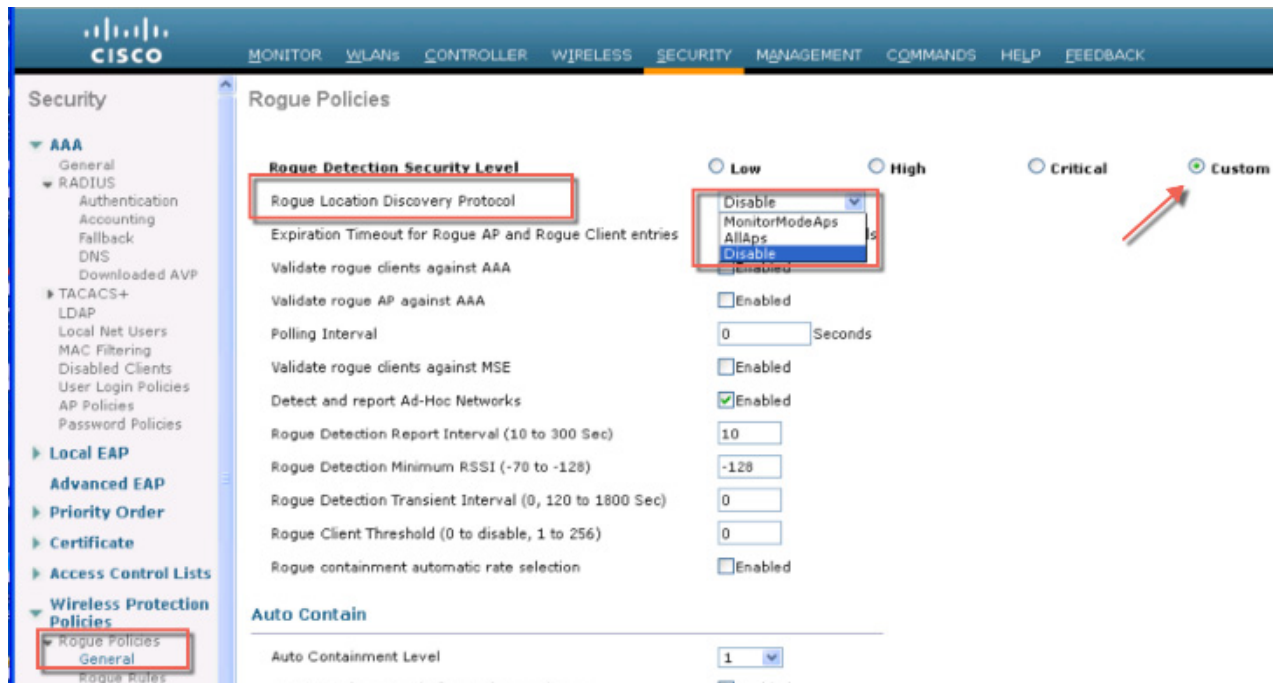 CISCO
MONITOR WLANs CONTROLLER WIRELESS SECURITY MANAGEMENT COMMANDS HELP FEEDBACK
Security
AAA
General
RADIUS
Authentication
Accounting
Fallback
DNS
Downloaded AVP
TACACS+
LDAP
Local Net Users
MAC Filtering
Disabled Clients
User Login Policies
AP Policies
Password Policies
Local EAP
Advanced EAP
Priority Order
Certificate
Access Control Lists
Wireless Protection
Policies
Rogue Policies
General
Rogue Rules
Rogue Policies
Rogue Detection Security Level Low High Critical Custom
Rogue Location Discovery Protocol Disable
MonitorModeAps
AllAps
Disable
Expiration Timeout for Rogue AP and Rogue Client entries
Validate rogue clients against AAA Enabled
Validate rogue AP against AAA Enabled
Polling Interval 0 Seconds
Validate rogue clients against MSE Enabled
Detect and report Ad-Hoc Networks Enabled
Rogue Detection Report Interval (10 to 300 Sec) 10
Rogue Detection Minimum RSSI (-70 to -128) -128
Rogue Detection Transient Interval (0, 120 to 1800 Sec) 0
Rogue Client Threshold (0 to disable, 1 to 256) 0
Rogue containment automatic rate selection Enabled
Auto Contain
Auto Containment Level 1